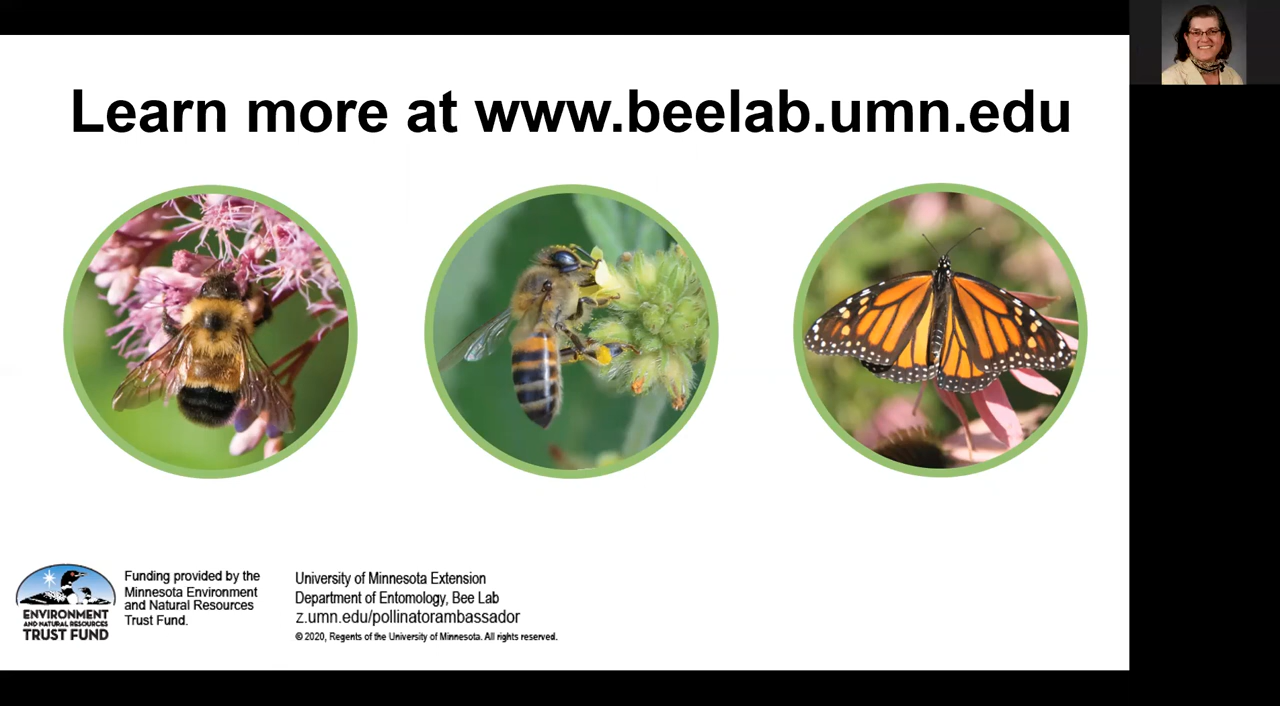 Learn more at www.beelab.umn.edu
ENVIRONMENT
AND NATURAL RESOURCES
TRUST FUND
Funding provided by the
Minnesota Environment
and Natural Resources
Trust Fund.
University of Minnesota Extension
Department of Entomology, Bee Lab
z.umn.edu/pollinatorambassador
© 2020, Regents of the University of Minnesota. All rights reserved.